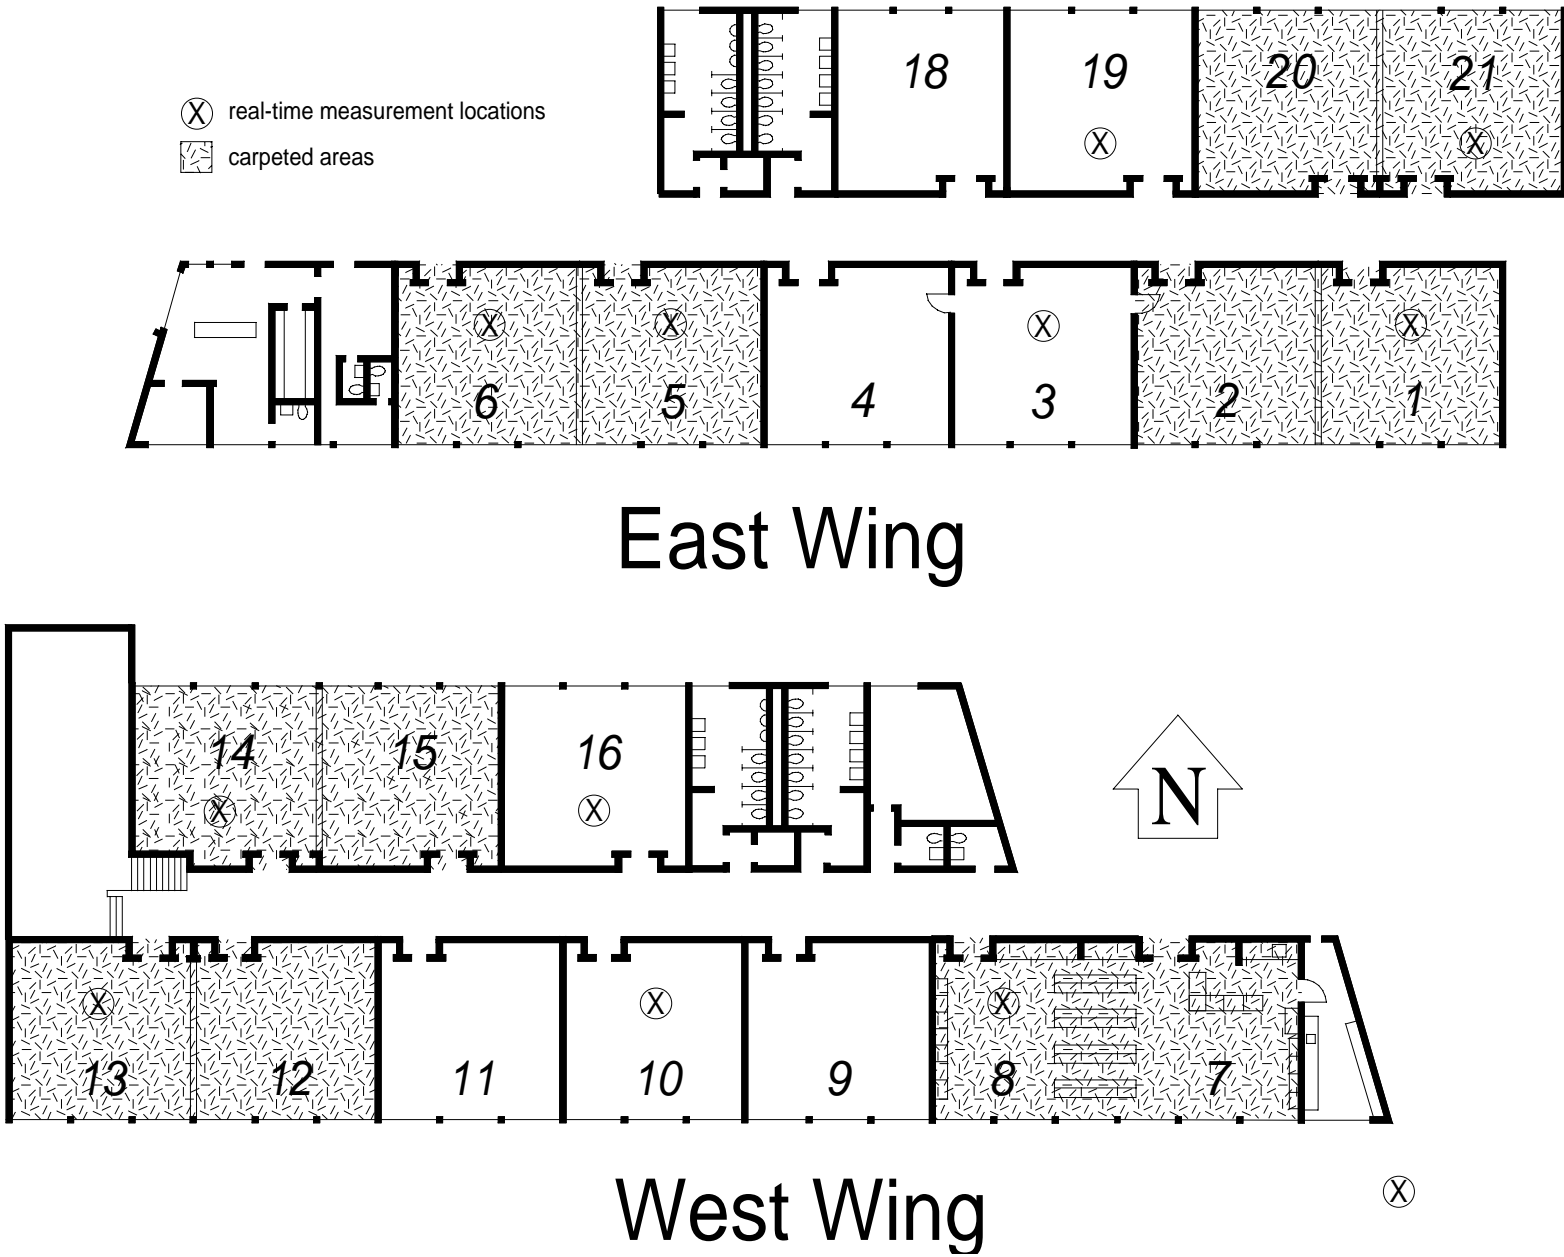 18 19 20 21
X real-time measurement locations
X X
carpeted areas
X X X X
6 5 4 3 2 1
East Wing
14 15 16
N
X X
X X X
13 12 11 10 9 8 7
West Wing
X